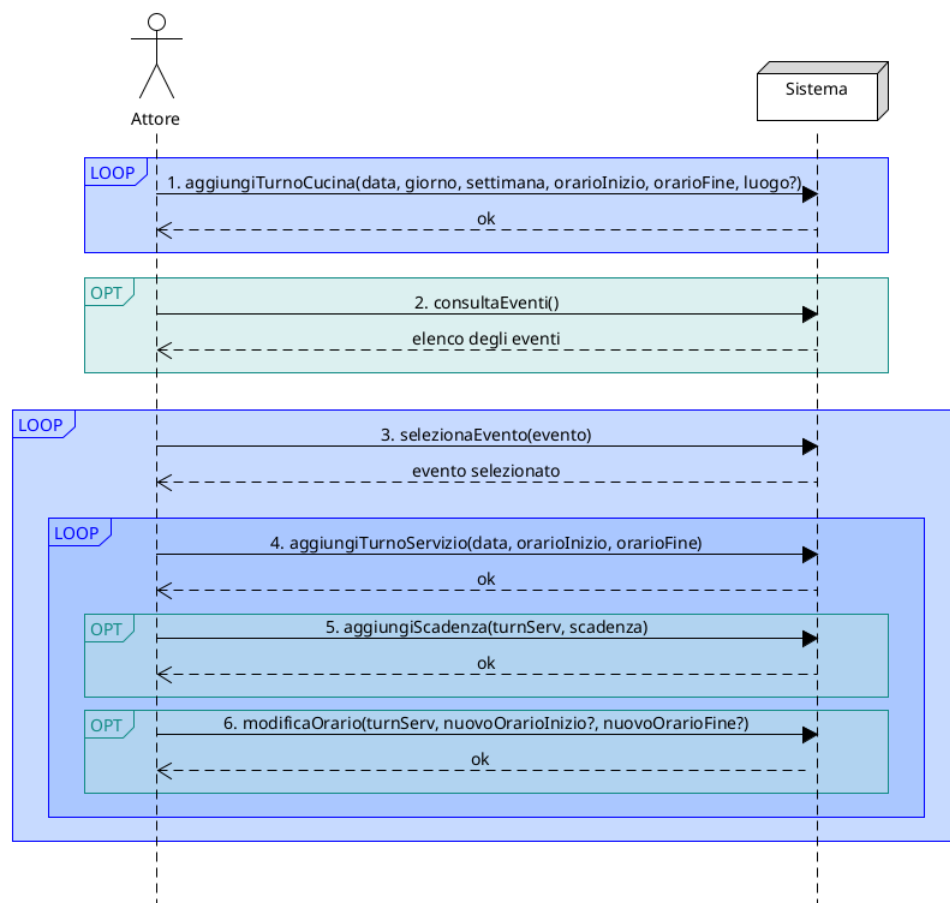 Attore
Sistema
LOOP
1. aggiungiTurnoCucina(data, giorno, settimana, orarioInizio, orarioFine, luogo?)
ok
OPT
2. consultaEventi()
elenco degli eventi
LOOP
3. selezionaEvento(evento)
evento selezionato
LOOP
4. aggiungiTurnoServizio(data, orarioInizio, orarioFine)
ok
OPT
5. aggiungiScadenza(turnServ, scadenza)
ok
OPT
6. modificaOrario(turnServ, nuovoOrarioInizio?, nuovoOrarioFine?)
ok